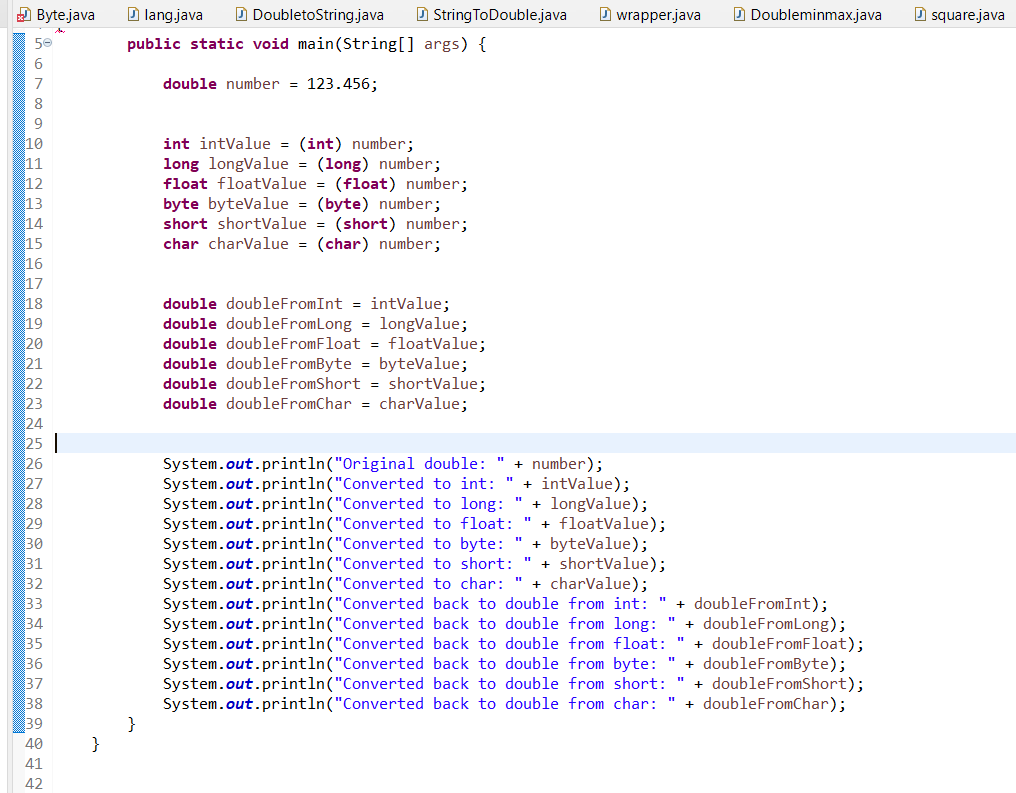 Byte.java lang.java DoubletoString.java StringToDouble.java wrapper.java Doubleminmax.java square.java
5 public static void main(String[] args) {
6
7 double number = 123.456;
8
9
10 int intValue = (int) number;
11 long longValue = (long) number;
12 float floatValue = (float) number;
13 byte byteValue = (byte) number;
14 short shortValue = (short) number;
15 char charValue = (char) number;
16
17
18 double doubleFromInt = intValue;
19 double doubleFromLong = longValue;
20 double doubleFromFloat = floatValue;
21 double doubleFromByte = byteValue;
22 double doubleFromShort = shortValue;
23 double doubleFromChar = charValue;
24
25
26 System.out.println("Original double: " + number);
27 System.out.println("Converted to int: " + intValue);
28 System.out.println("Converted to long: " + longValue);
29 System.out.println("Converted to float: " + floatValue);
30 System.out.println("Converted to byte: " + byteValue);
31 System.out.println("Converted to short: " + shortValue);
32 System.out.println("Converted to char: " + charValue);
33 System.out.println("Converted back to double from int: " + doubleFromInt);
34 System.out.println("Converted back to double from long: " + doubleFromLong);
35 System.out.println("Converted back to double from float: " + doubleFromFloat);
36 System.out.println("Converted back to double from byte: " + doubleFromByte);
37 System.out.println("Converted back to double from short: " + doubleFromShort);
38 System.out.println("Converted back to double from char: " + doubleFromChar);
39 }
40 }
41
42